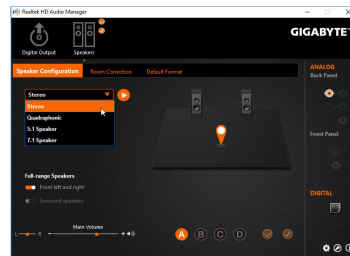 Realtek HD Audio Manager
GIGABYTE
Digital Output
Speakers
Speaker Configuration
Room Correction
Default Format
ANALOG
Back Panel
Stereo
Stereo
Quadraphonic
5.1 Speaker
7.1 Speaker
Front Panel
Full-range Speakers
Front left and right
Surround speakers
DIGITAL
Main Volume
L
R
A
B
C
D